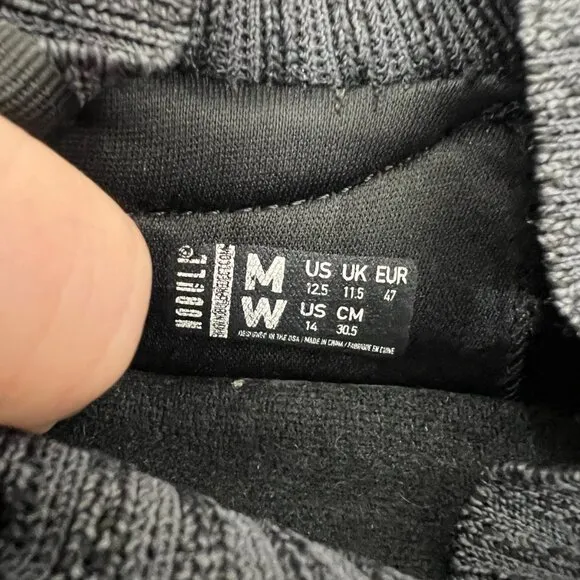 NOBULL
M
W
US UK EUR
12.5 11.5 47
US CM
14 30.5
DESIGNED IN THE USA / MADE IN CHINA / FABRIQUÉ EN CHINE